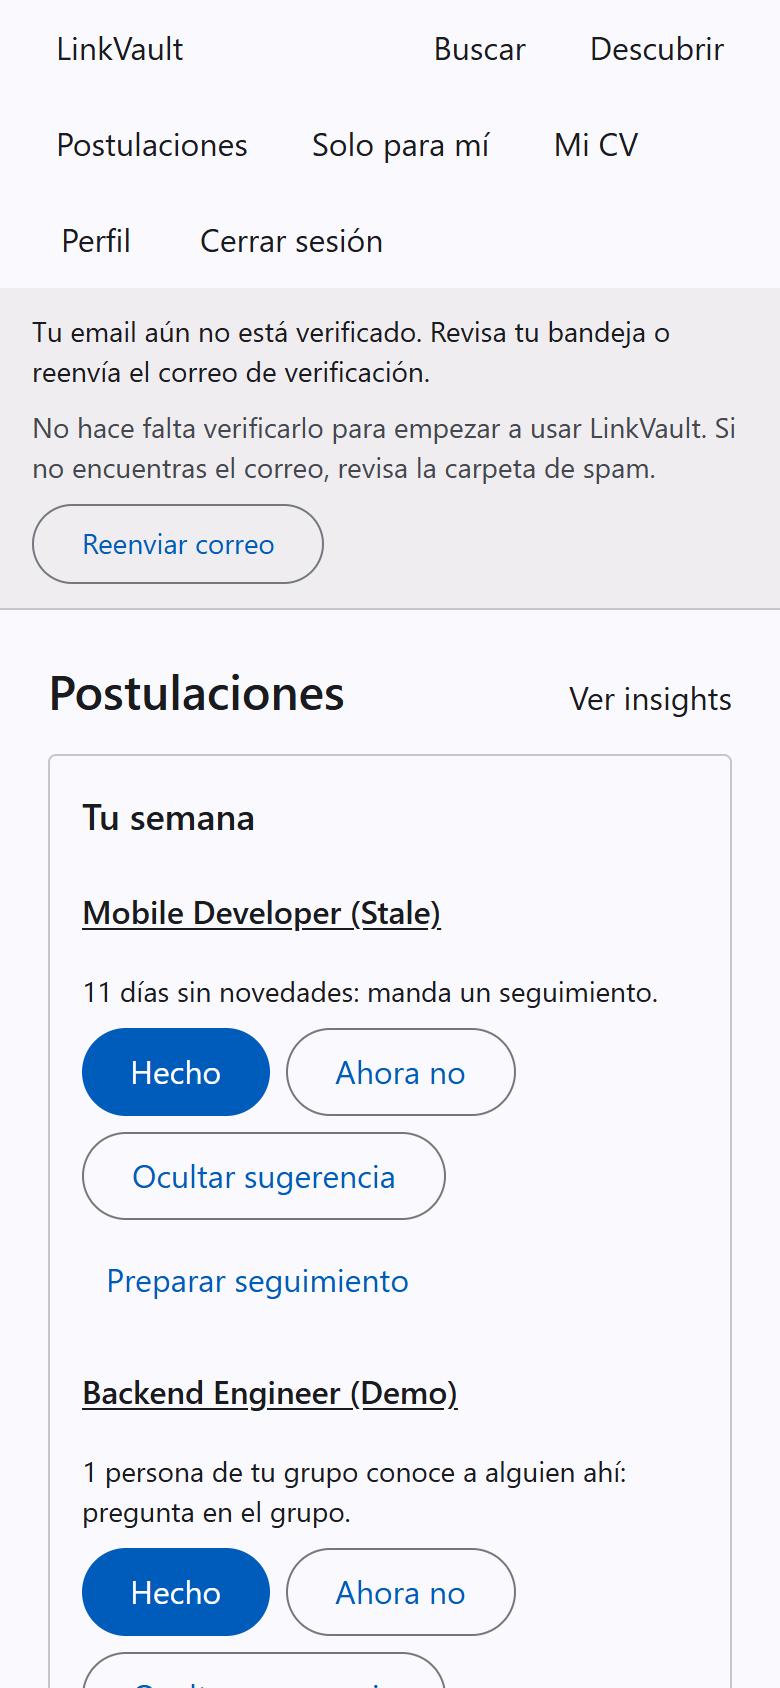 LinkVault Buscar Descubrir
Postulaciones Solo para mí Mi CV
Perfil Cerrar sesión
Tu email aún no está verificado. Revisa tu bandeja o
reenvía el correo de verificación.
No hace falta verificarlo para empezar a usar LinkVault. Si
no encuentras el correo, revisa la carpeta de spam.
Reenviar correo
Postulaciones Ver insights
Tu semana
Mobile Developer (Stale)
11 días sin novedades: manda un seguimiento.
Hecho Ahora no
Ocultar sugerencia
Preparar seguimiento
Backend Engineer (Demo)
1 persona de tu grupo conoce a alguien ahí:
pregunta en el grupo.
Hecho Ahora no